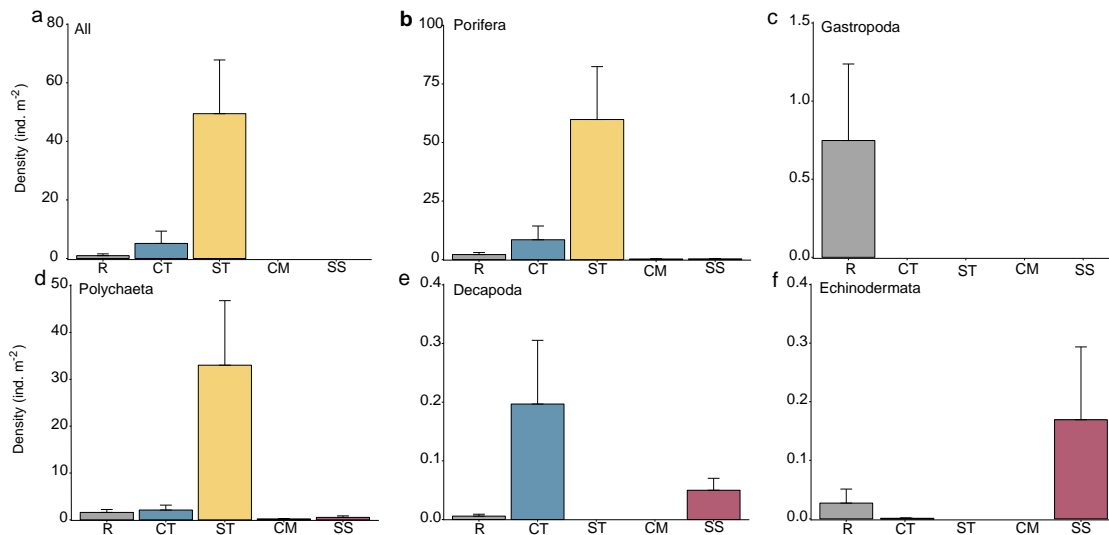 a
All
Density (ind. m-2)
80
60
40
20
0
R CT ST CM SS
b
Porifera
100
75
50
25
0
R CT ST CM SS
c
Gastropoda
1.5
1.0
0.5
0.0
R CT ST CM SS
d
Polychaeta
Density (ind. m-2)
50
40
30
20
10
0
R CT ST CM SS
e
Decapoda
0.4
0.3
0.2
0.1
0.0
R CT ST CM SS
f
Echinodermata
0.4
0.3
0.2
0.1
0.0
R CT ST CM SS